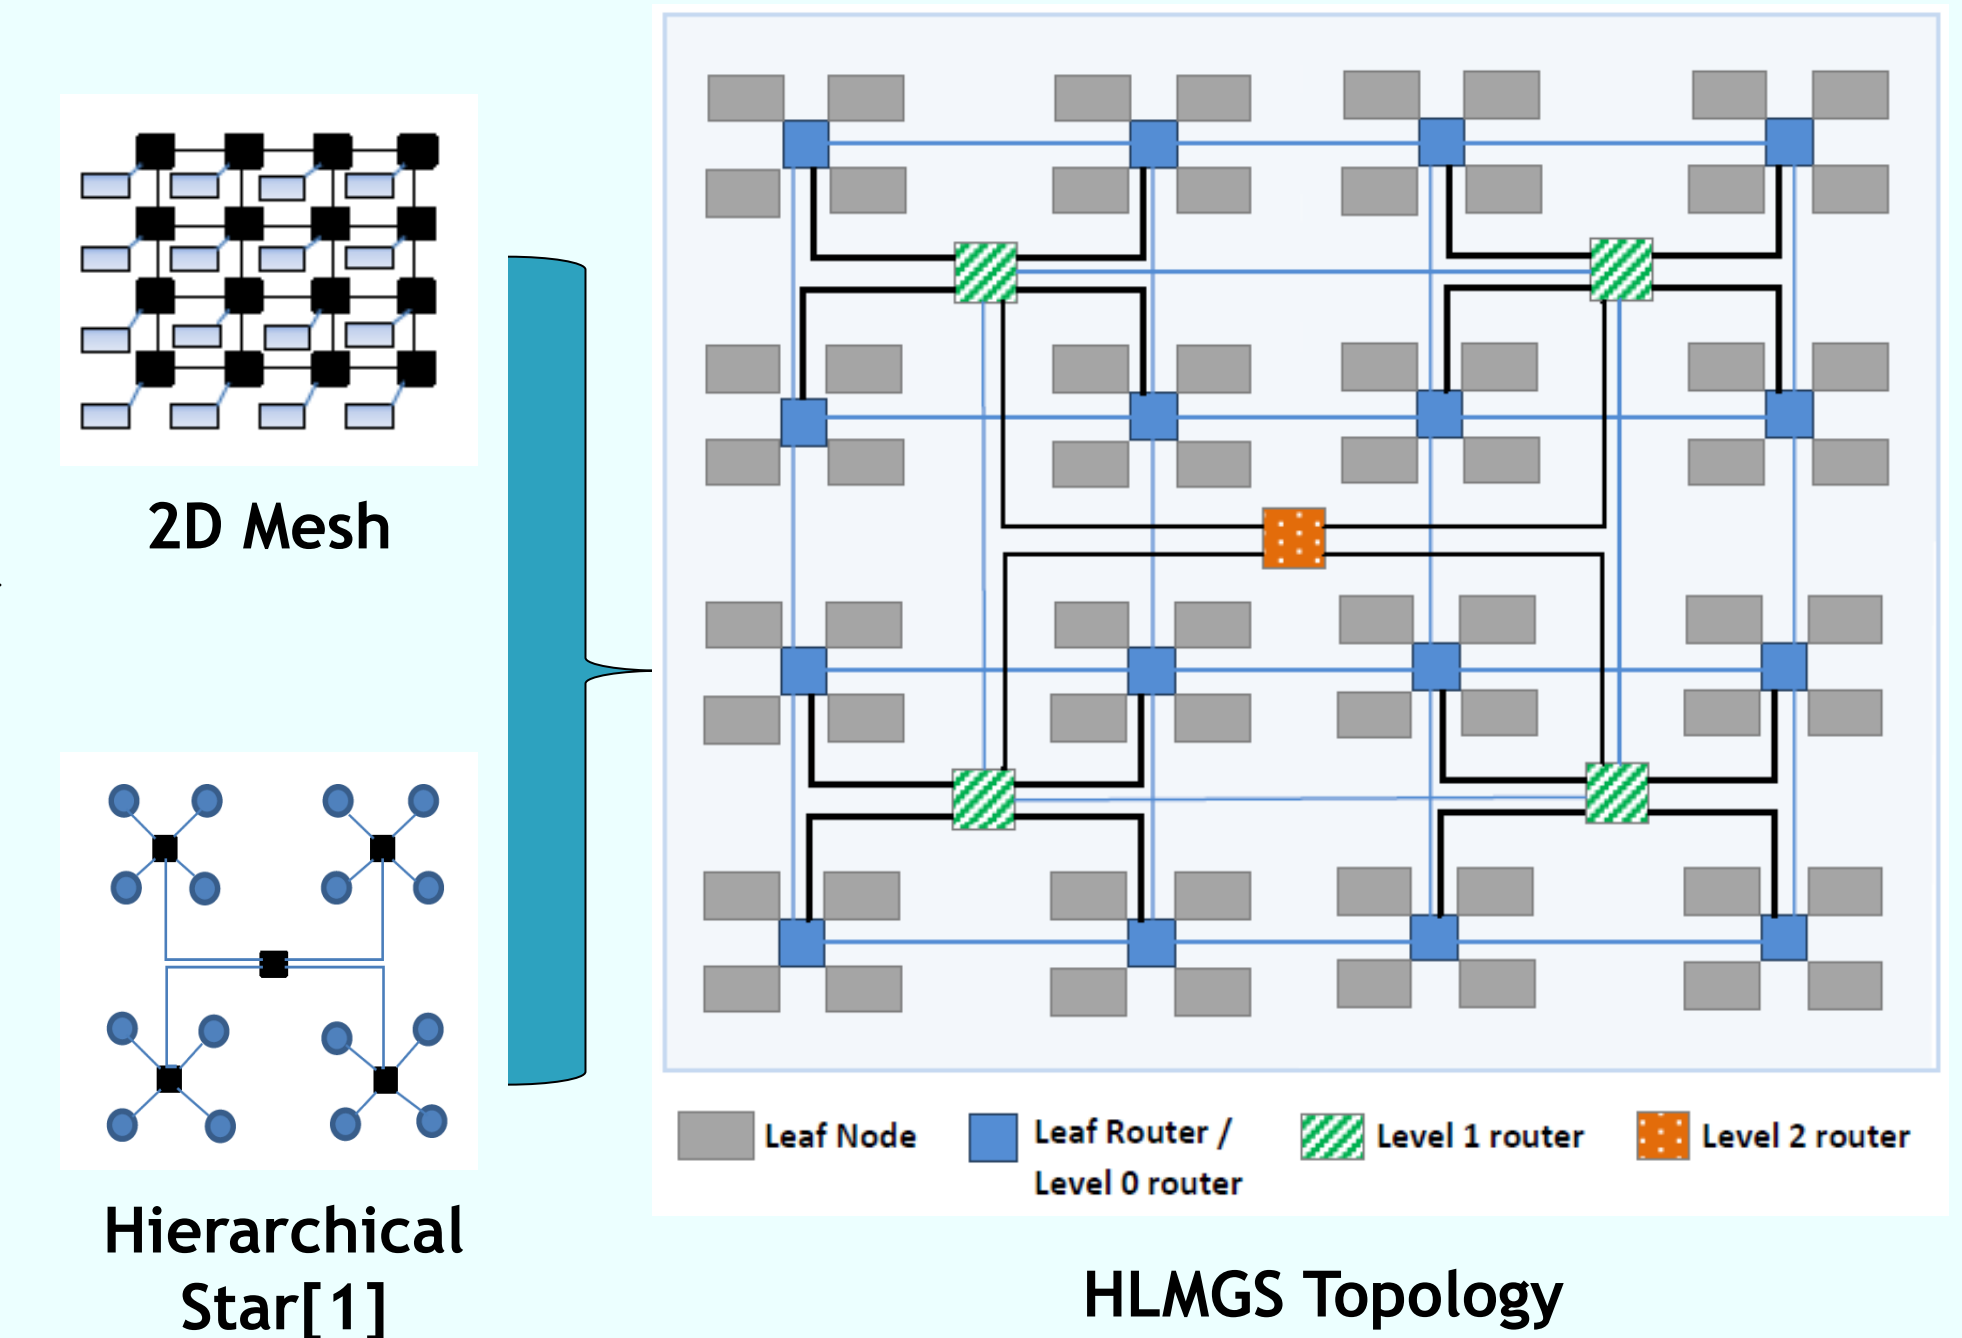 2D Mesh
Hierarchical
Star[1]
Leaf Node
Leaf Router /
Level 0 router
Level 1 router
Level 2 router
HLMGS Topology